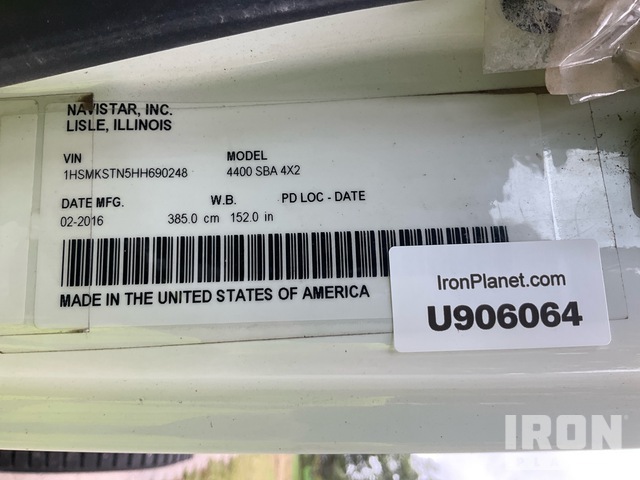 NAVISTAR, INC.
LISLE, ILLINOIS
VIN MODEL
1HSMKSTN5HH690248 4400 SBA 4X2
DATE MFG. W.B. PD LOC - DATE
02-2016 385.0 cm 152.0 in
MADE IN THE UNITED STATES OF AMERICA
IronPlanet.com
U906064
IRON